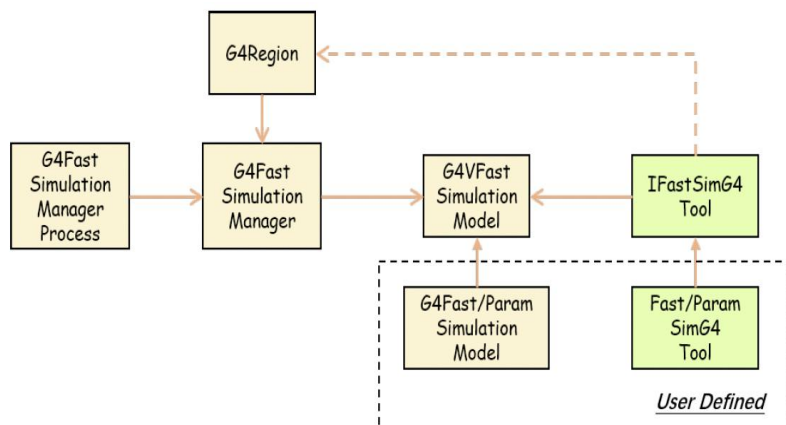 G4Region
G4Fast
Simulation
Manager
Process
G4Fast
Simulation
Manager
G4VFast
Simulation
Model
IFastSimG4
Tool
G4Fast/Param
Simulation
Model
Fast/Param
SimG4
Tool
User Defined